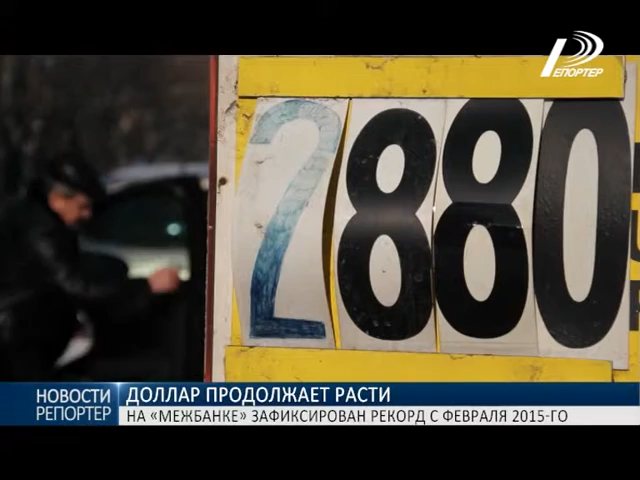 РЕПОРТЕР
2880
НОВОСТИ
РЕПОРТЕР
ДОЛЛАР ПРОДОЛЖАЕТ РАСТИ
НА «МЕЖБАНКЕ» ЗАФИКСИРОВАН РЕКОРД С ФЕВРАЛЯ 2015-ГО